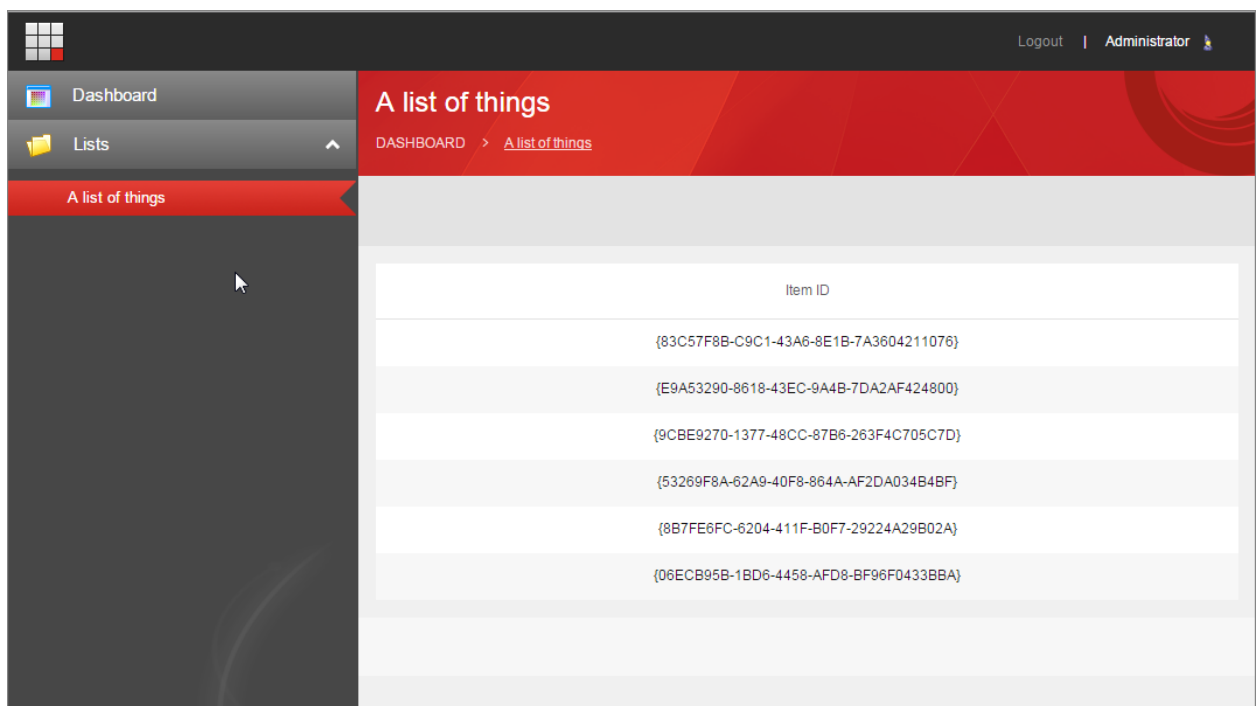 Logout | Administrator
Dashboard
Lists
A list of things
A list of things
DASHBOARD > A list of things
Item ID
{83C57F8B-C9C1-43A6-8E1B-7A3604211076}
{E9A53290-8618-43EC-9A4B-7DA2AF424800}
{9CBE9270-1377-48CC-87B6-263F4C705C7D}
{53269F8A-62A9-40F8-864A-AF2DA034B4BF}
{8B7FE6FC-6204-411F-B0F7-29224A29B02A}
{06ECB95B-1BD6-4458-AFD8-BF96F0433BBA}